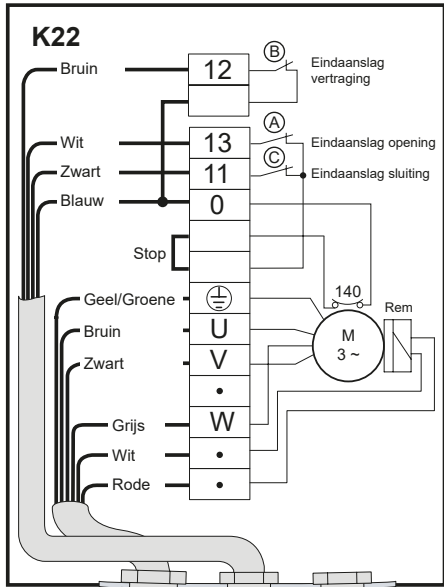 K22
Bruin
12
B
Eindaanslag
vertraging
Wit
13
A
Eindaanslag opening
Zwart
11
C
Eindaanslag sluiting
Blauw
0
Stop
140
Rem
Geel/Groene
Bruin
U
M
3 ~
Zwart
V
Grijs
W
Wit
Rode